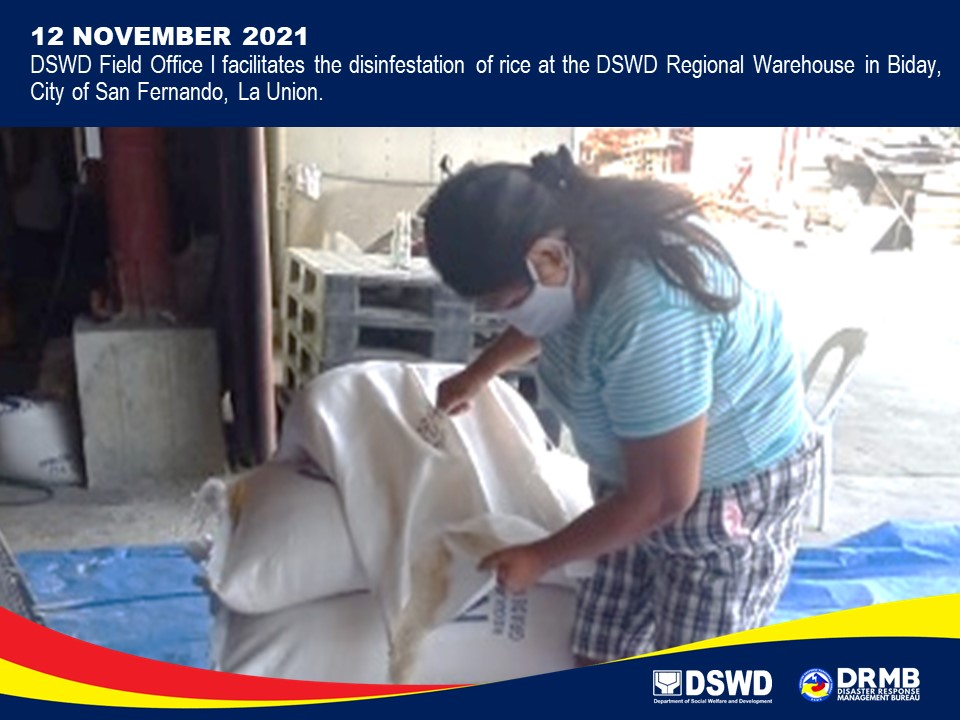 12 NOVEMBER 2021
DSWD Field Office I facilitates the disinfestation of rice at the DSWD Regional Warehouse in Biday,
City of San Fernando, La Union.
GRADE
DSWD
Department of Social Welfare and Development
DRMB
DISASTER RESPONSE
MANAGEMENT BUREAU